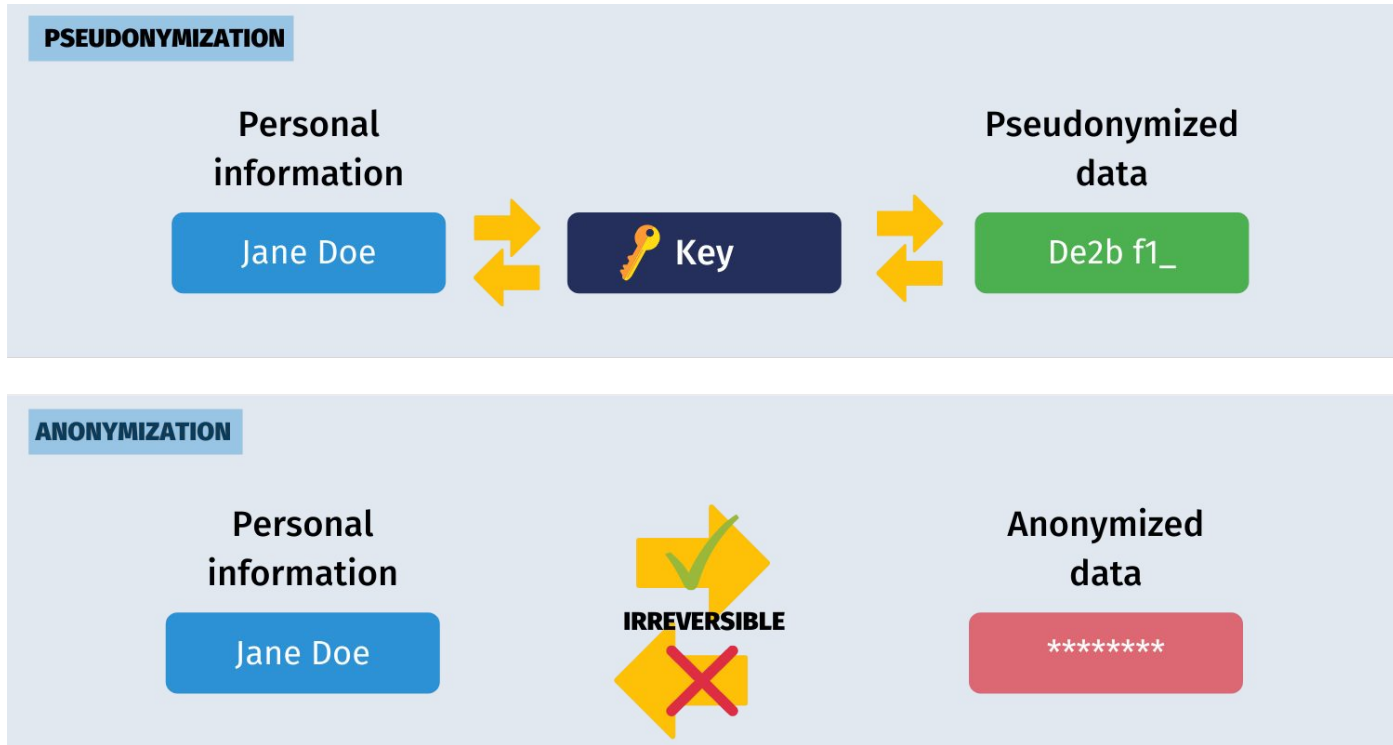 PSEUDONYMIZATION
Personal
information
Pseudonymized
data
Jane Doe
Key
De2b f1_
ANONYMIZATION
Personal
information
Anonymized
data
IRREVERSIBLE
Jane Doe
********